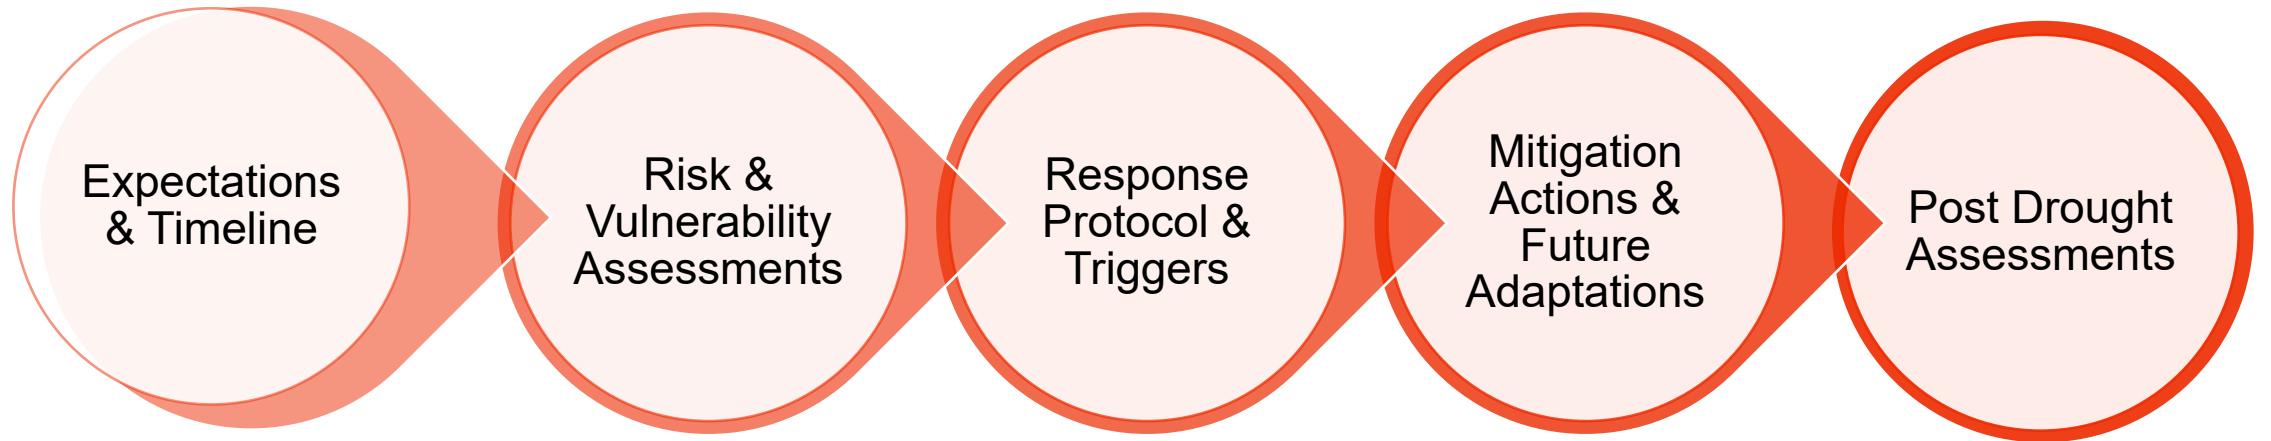 Expectations
& Timeline
Risk &
Vulnerability
Assessments
Response
Protocol &
Triggers
Mitigation
Actions &
Future
Adaptations
Post Drought
Assessments